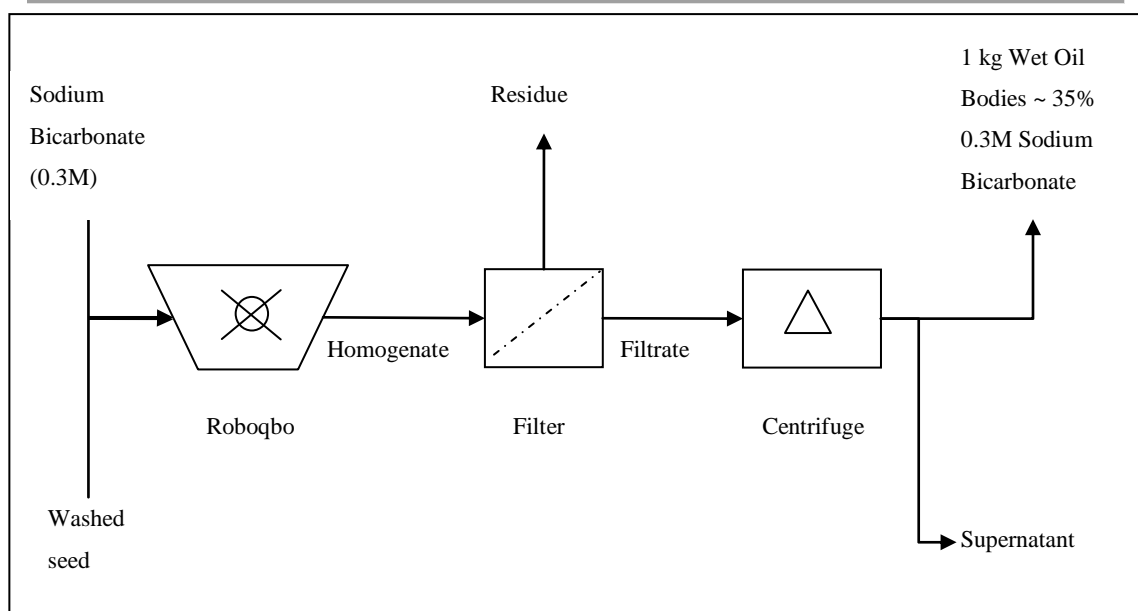 Sodium
Bicarbonate
(0.3M)
Residue
1 kg Wet Oil
Bodies ~ 35%
0.3M Sodium
Bicarbonate
Homogenate
Filtrate
Roboqbo
Filter
Centrifuge
Washed
seed
Supernatant